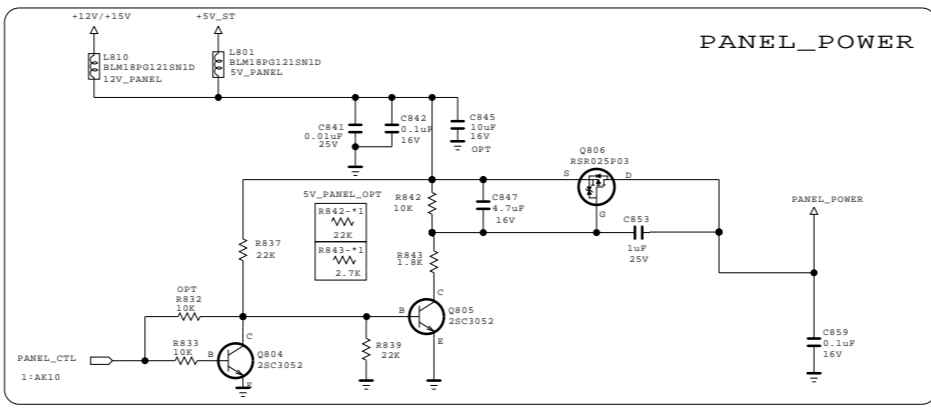 +12V/+15V
+5V_ST
PANEL_POWER
L810
BLM18PG121SN1D
12V_PANEL
L801
BLM18PG121SN1D
5V_PANEL
C841
0.01uF
25V
C842
0.1uF
16V
C845
10uF
16V
OPT
Q806
RSR025P03
S
D
G
5V_PANEL_OPT
R842-*1
22K
R843-*1
2.7K
R842
10K
C847
4.7uF
16V
C853
1uF
25V
PANEL_POWER
R837
22K
R843
1.8K
OPT
R832
10K
C
B
Q805
2SC3052
E
R833
10K
C
B
Q804
2SC3052
E
R839
22K
PANEL_CTL
1:AK10
C859
0.1uF
16V